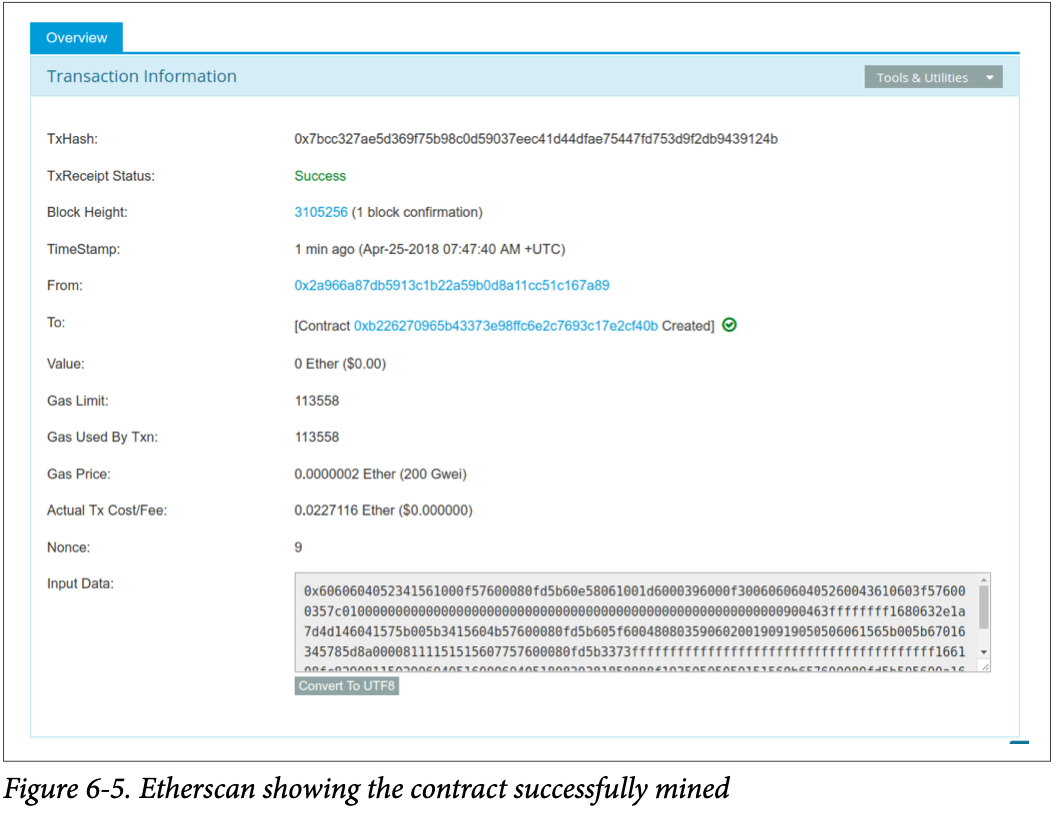 Overview
Transaction Information
Tools & Utilities
TxHash: 0x7bcc327ae5d369f75b98c0d59037eec41d44dfae75447fd753d9f2db9439124b
TxReceipt Status: Success
Block Height: 3105256 (1 block confirmation)
TimeStamp: 1 min ago (Apr-25-2018 07:47:40 AM +UTC)
From: 0x2a966a87db5913c1b22a59b0d8a11cc51c167a89
To: [Contract 0xb226270965b43373e98ffc6e2c7693c17e2cf40b Created]
Value: 0 Ether ($0.00)
Gas Limit: 113558
Gas Used By Txn: 113558
Gas Price: 0.0000002 Ether (200 Gwei)
Actual Tx Cost/Fee: 0.0227116 Ether ($0.000000)
Nonce: 9
Input Data: 0x6060604052341561000f57600080fd5b60e58061001d6000396000f300606060405260043610603f57600
0357c0100000000000000000000000000000000000000000000000000000000900463ffffffff1680632e1a
7d4d146041575b005b3415604b57600080fd5b605f60048080359060200190919050506061565b005b67016
345785d8a0000811115151560775760​0080fd5b3373ffffffffffffffffffffffffffffffffffffffff1661
Convert To UTF8
Figure 6-5. Etherscan showing the contract successfully mined